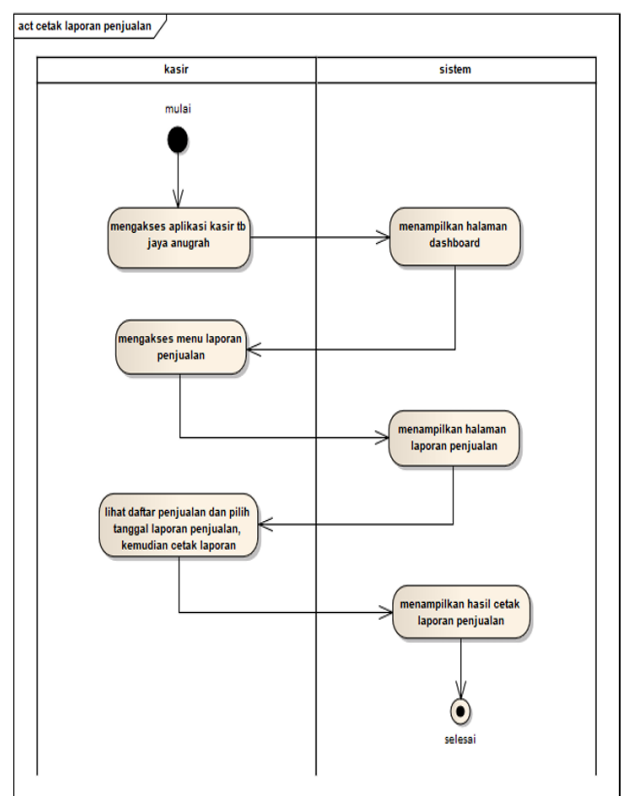 act cetak laporan penjualan
kasir
sistem
mulai
mengakses aplikasi kasir tb
jaya anugrah
menampilkan halaman
dashboard
mengakses menu laporan
penjualan
menampilkan halaman
laporan penjualan
lihat daftar penjualan dan pilih
tanggal laporan penjualan,
kemudian cetak laporan
menampilkan hasil cetak
laporan penjualan
selesai